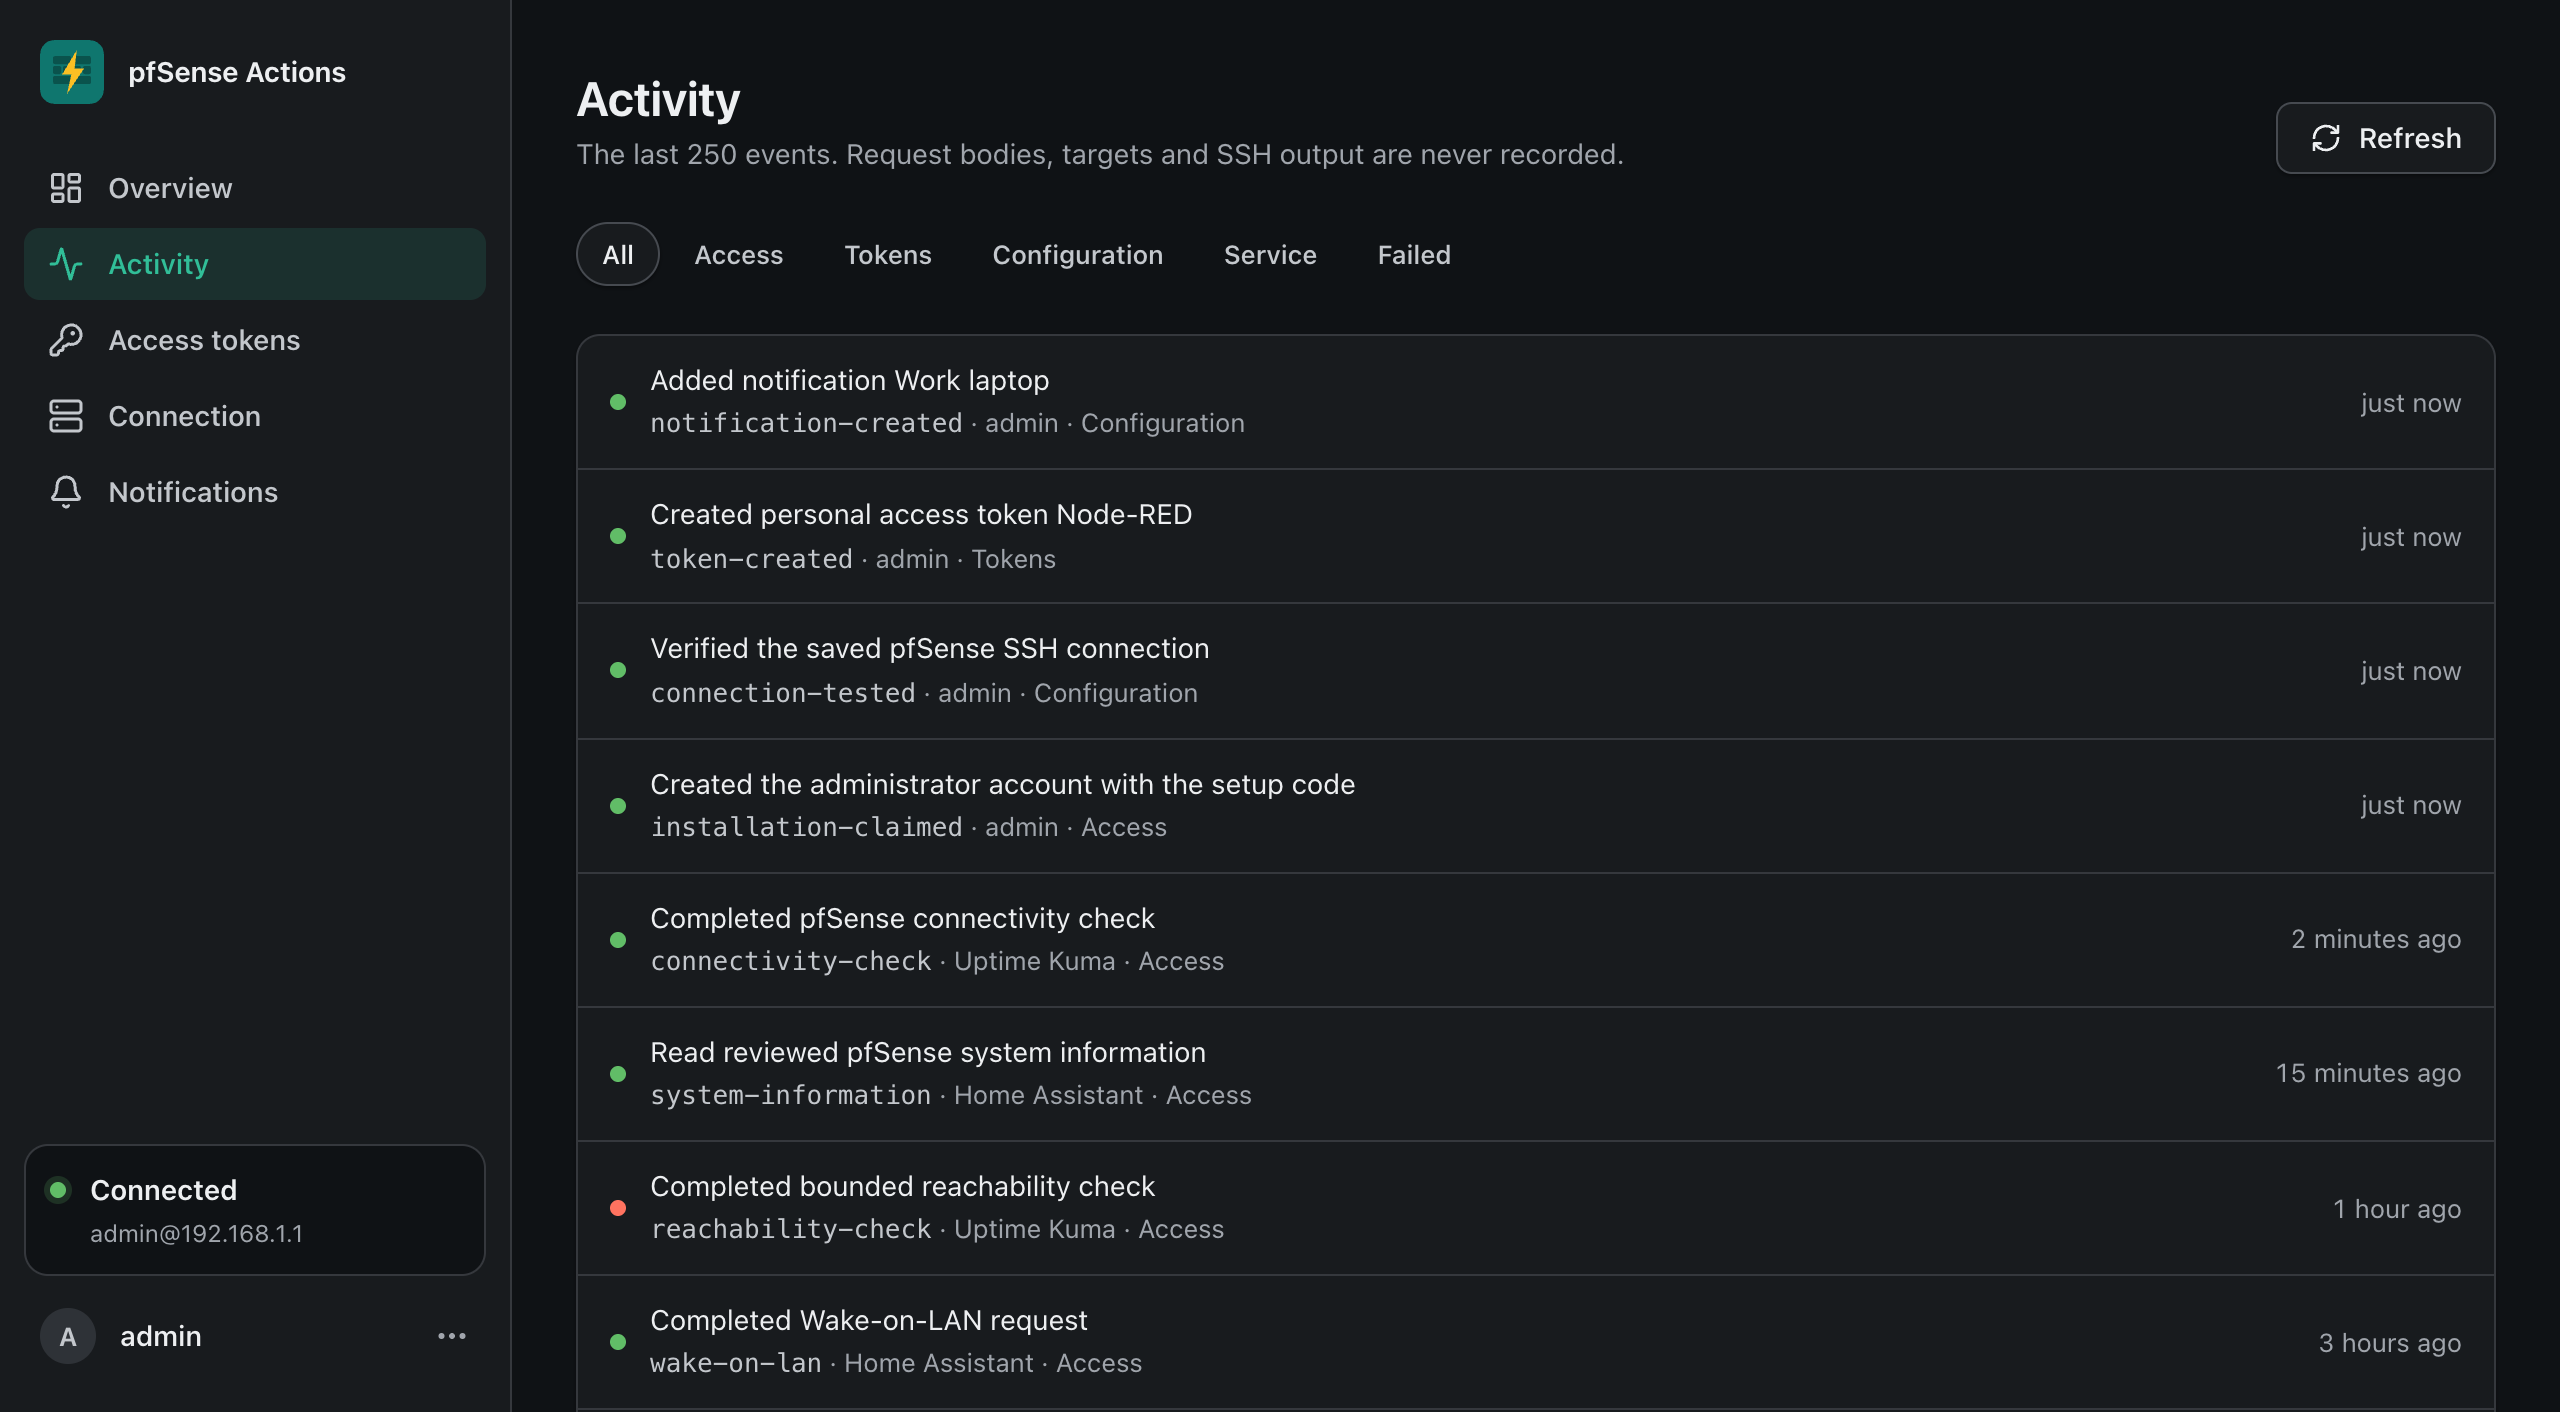 pfSense Actions
Overview
Activity
Access tokens
Connection
Notifications
Connected
admin@192.168.1.1
A
admin
Activity
The last 250 events. Request bodies, targets and SSH output are never recorded.
Refresh
All
Access
Tokens
Configuration
Service
Failed
Added notification Work laptop
notification-created · admin · Configuration
just now
Created personal access token Node-RED
token-created · admin · Tokens
just now
Verified the saved pfSense SSH connection
connection-tested · admin · Configuration
just now
Created the administrator account with the setup code
installation-claimed · admin · Access
just now
Completed pfSense connectivity check
connectivity-check · Uptime Kuma · Access
2 minutes ago
Read reviewed pfSense system information
system-information · Home Assistant · Access
15 minutes ago
Completed bounded reachability check
reachability-check · Uptime Kuma · Access
1 hour ago
Completed Wake-on-LAN request
wake-on-lan · Home Assistant · Access
3 hours ago